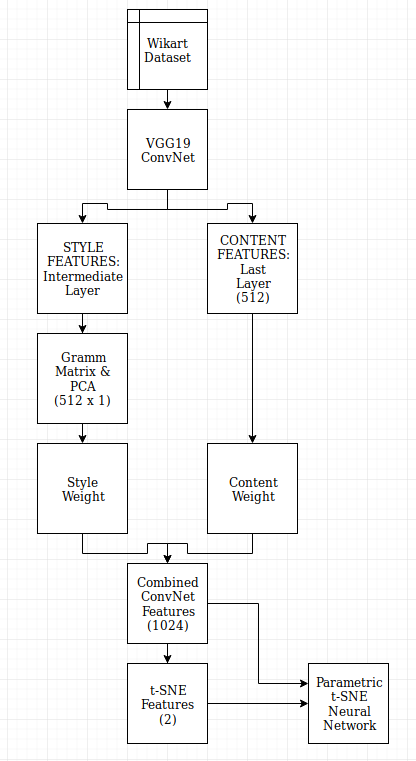 Wikart
Dataset
VGG19
ConvNet
STYLE
FEATURES:
Intermediate
Layer
CONTENT
FEATURES:
Last
Layer
(512)
Gramm
Matrix &
PCA
(512 x 1)
Style
Weight
Content
Weight
Combined
ConvNet
Features
(1024)
t-SNE
Features
(2)
Parametric
t-SNE
Neural
Network